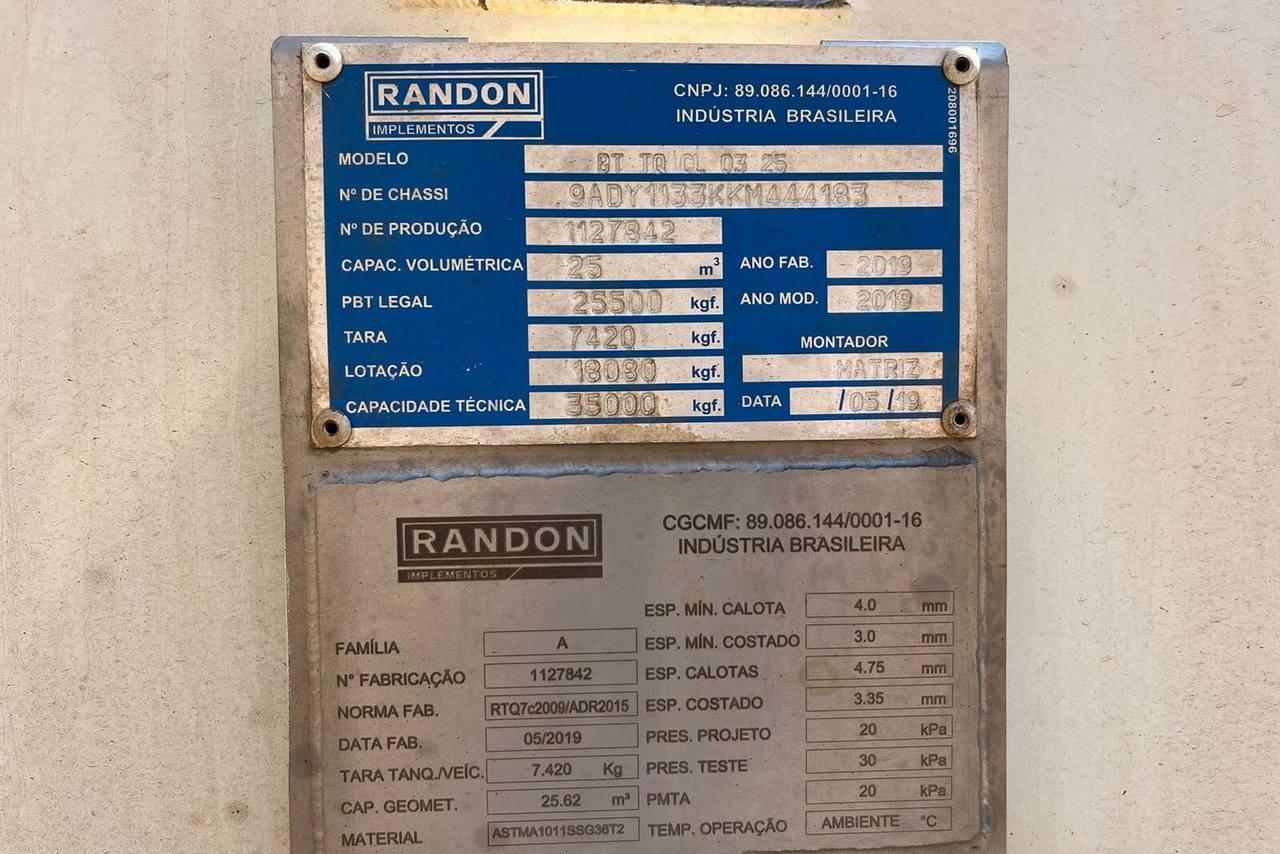 RANDON
IMPLEMENTOS
CNPJ: 89.086.144/0001-16
INDÚSTRIA BRASILEIRA
208001696
MODELO BT TQ CL 03 25
Nº DE CHASSI 9ADY1133KKM444183
Nº DE PRODUÇÃO 1127842
CAPAC. VOLUMÉTRICA 25 m³ ANO FAB. 2019
PBT LEGAL 25500 kgf. ANO MOD. 2019
TARA 7420 kgf. MONTADOR
LOTAÇÃO 18080 kgf. MATRIZ
CAPACIDADE TÉCNICA 35000 kgf. DATA /05/19
RANDON
IMPLEMENTOS
CGCMF: 89.086.144/0001-16
INDÚSTRIA BRASILEIRA
ESP. MÍN. CALOTA 4.0 mm
FAMÍLIA A ESP. MÍN. COSTADO 3.0 mm
N° FABRICAÇÃO 1127842 ESP. CALOTAS 4.75 mm
NORMA FAB. RTQ7c2009/ADR2015 ESP. COSTADO 3.35 mm
DATA FAB. 05/2019 PRES. PROJETO 20 kPa
TARA TANQ./VEÍC. 7.420 Kg PRES. TESTE 30 kPa
CAP. GEOMET. 25.62 m³ PMTA 20 kPa
MATERIAL ASTMA1011SSG36T2 TEMP. OPERAÇÃO AMBIENTE °C